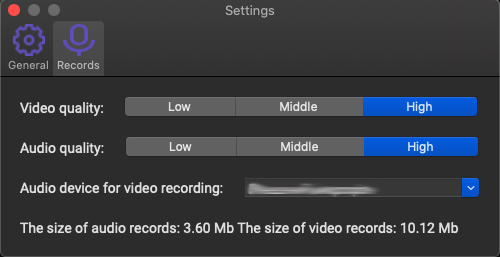 Settings
General Records
Video quality: Low Middle High
Audio quality: Low Middle High
Audio device for video recording:
The size of audio records: 3.60 Mb The size of video records: 10.12 Mb